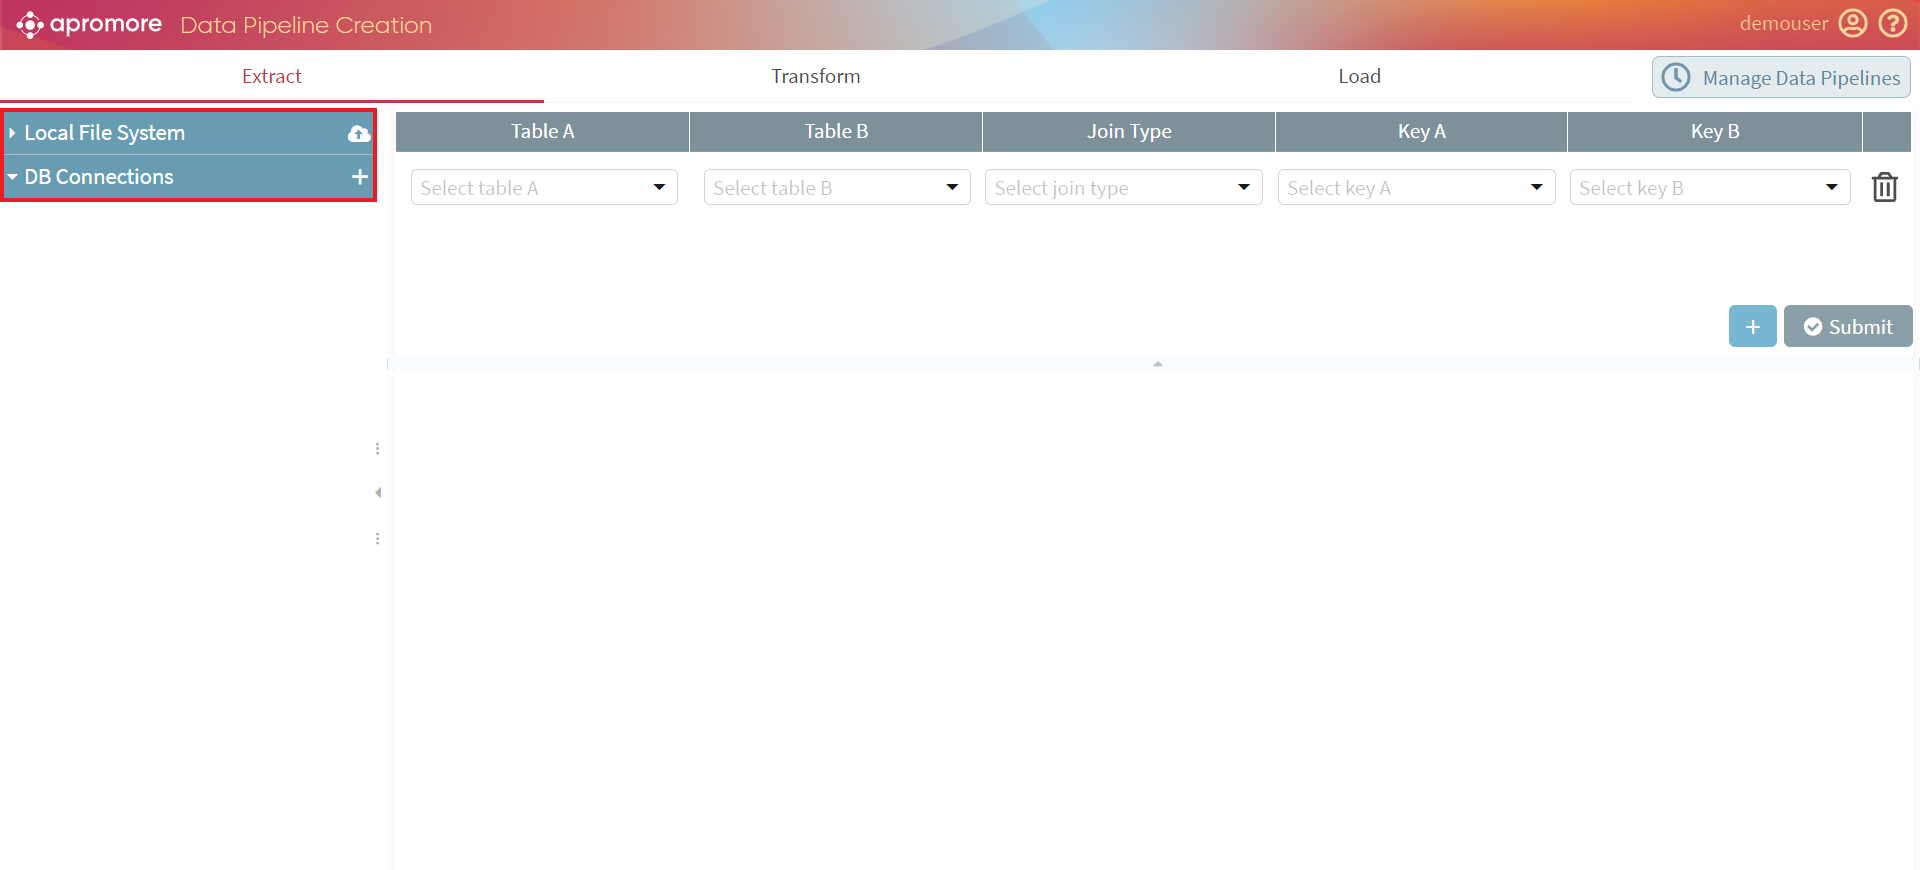 apromore Data Pipeline Creation demouser
Extract Transform Load Manage Data Pipelines
Local File System
DB Connections
Table A Table B Join Type Key A Key B
Select table A Select table B Select join type Select key A Select key B
+ Submit